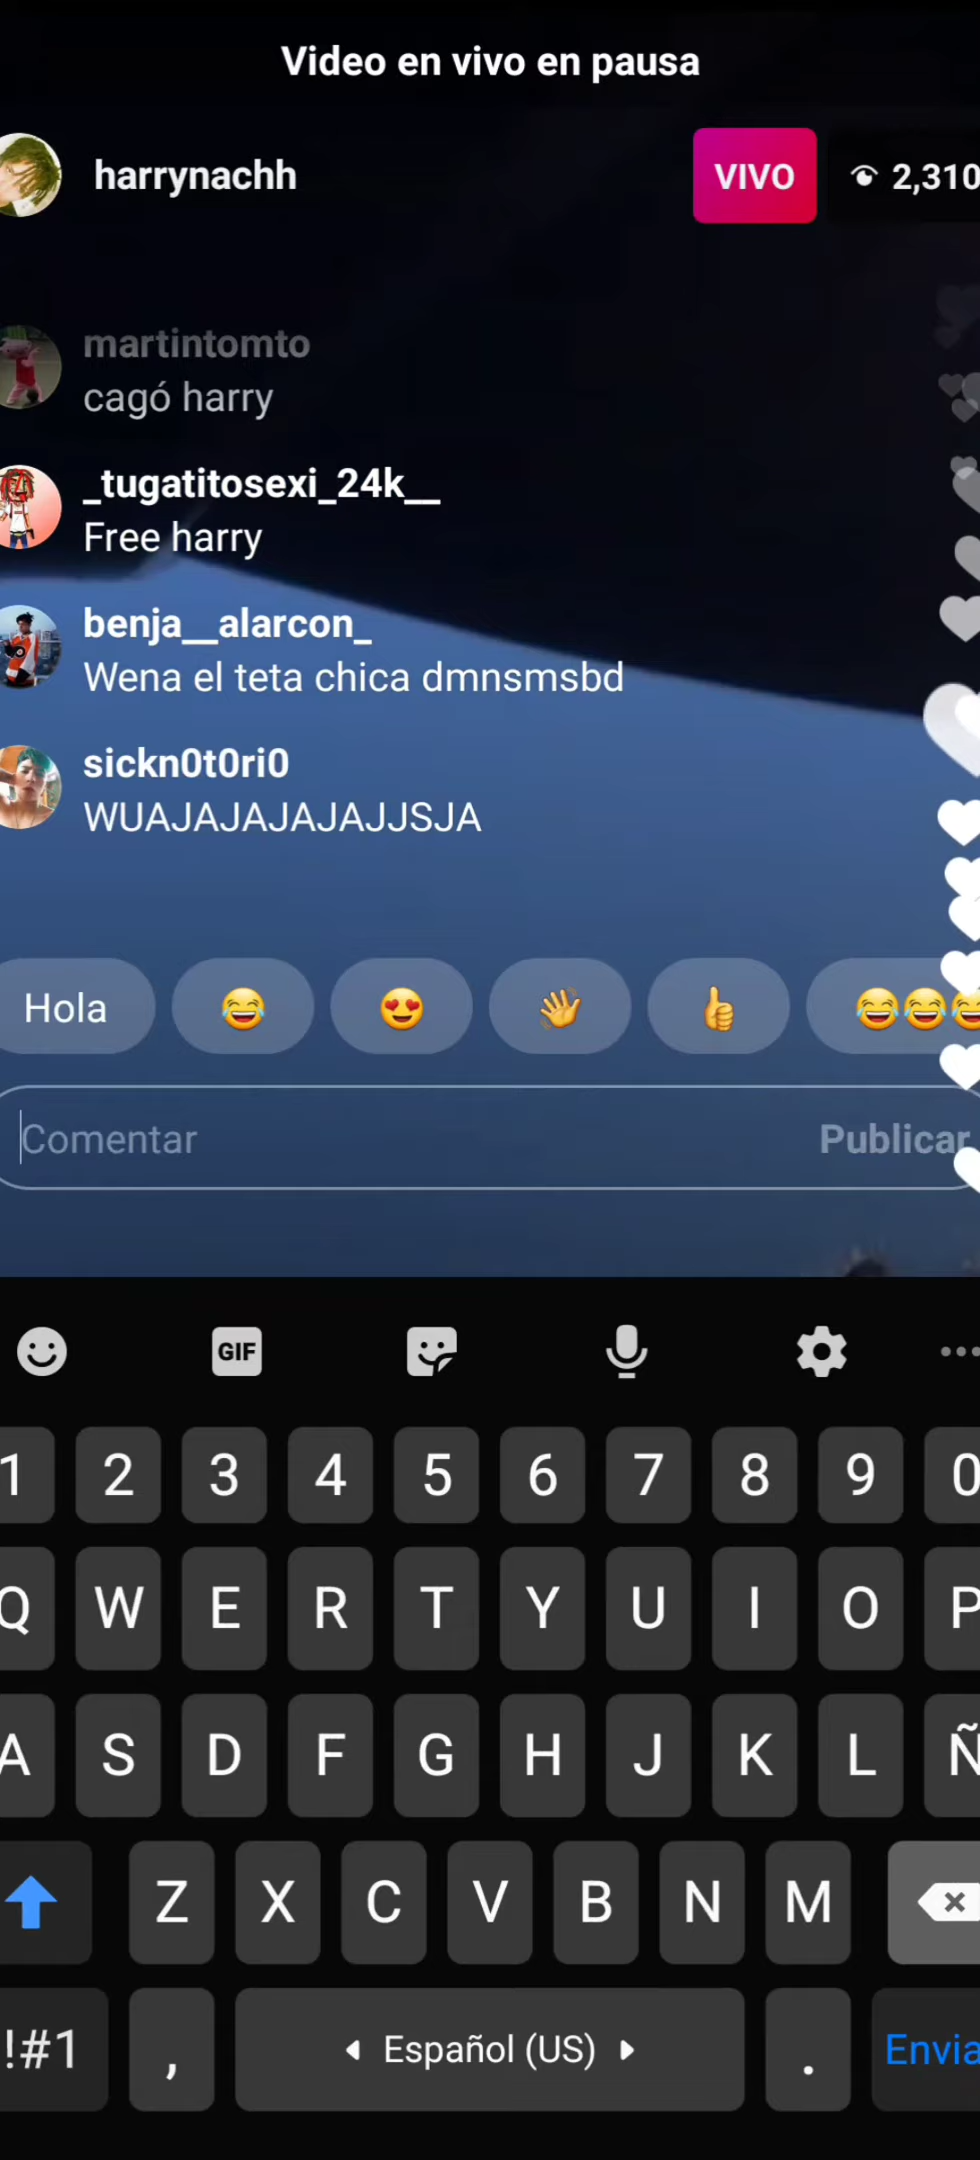 Video en vivo en pausa
harrynachh
VIVO
2,310
martintomto
cagó harry
_tugatitosexi_24k__
Free harry
benja__alarcon_
Wena el teta chica dmnsmsbd
sickn0t0ri0
WUAJAJAJAJAJJSJA
Hola
Comentar
Publicar
GIF
1 2 3 4 5 6 7 8 9 0
Q W E R T Y U I O P
A S D F G H J K L Ñ
Z X C V B N M
!#1 , Español (US) . Envia